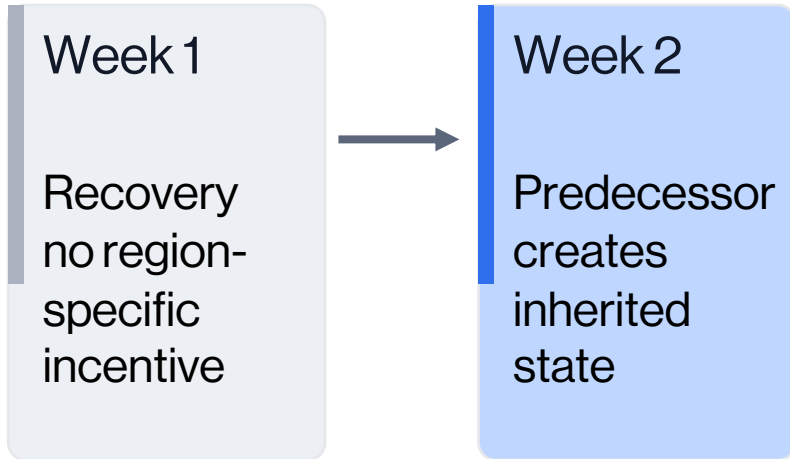 Week 1
Recovery
no region-
specific
incentive
Week 2
Predecessor
creates
inherited
state